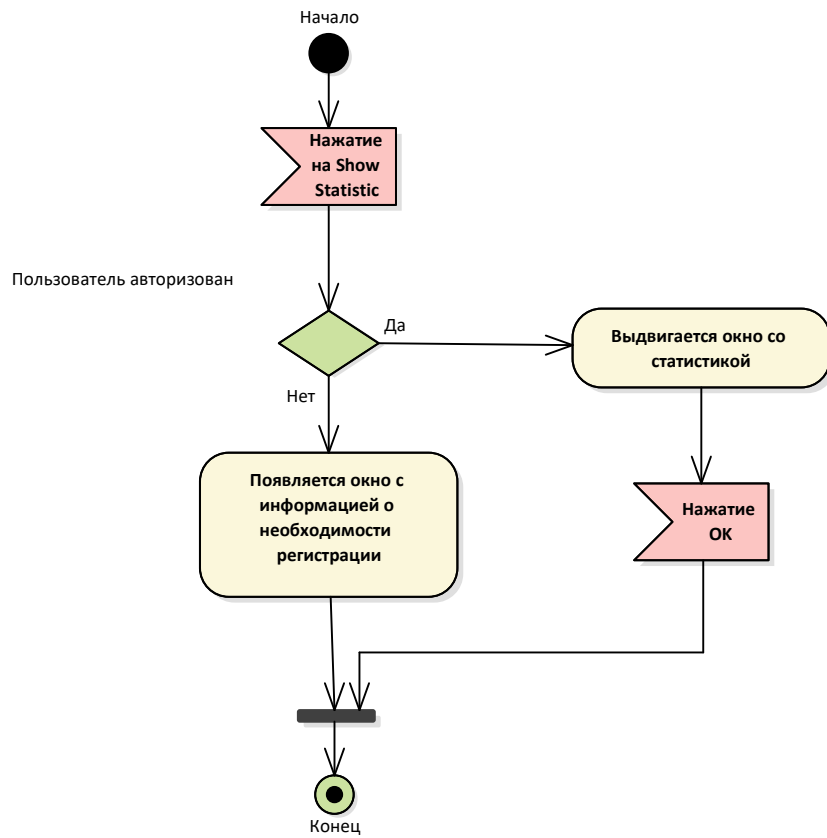 Начало
Нажатие
на Show
Statistic
Пользователь авторизован
Да
Выдвигается окно со
статистикой
Нет
Появляется окно с
информацией о
необходимости
регистрации
Нажатие
OK
Конец